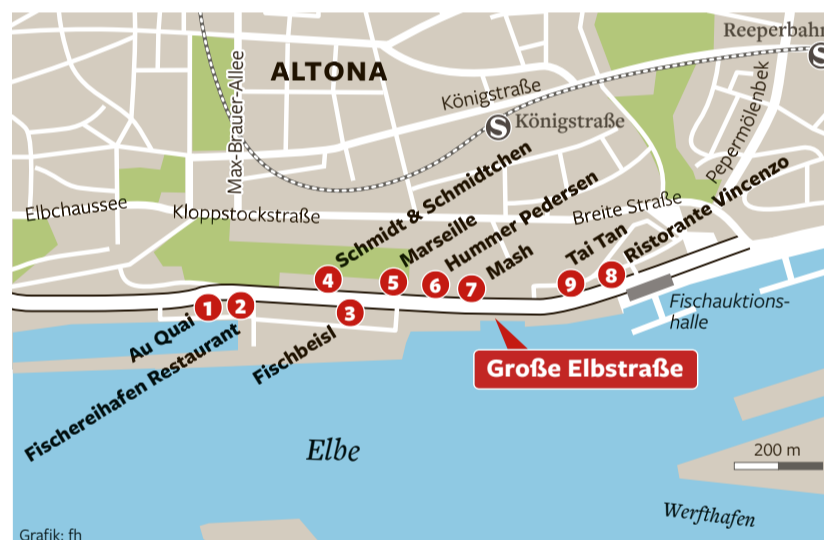 Reeperbahn
S
ALTONA
Max-Brauer-Allee
Königstraße
S Königstraße
Pepermölenbek
Elbchaussee
Kloppstockstraße
Breite Straße
Schmidt & Schmidtchen
Marseille
Hummer Pedersen
Mash
Tai Tan
Ristorante Vincenzo
4
5
6
7
9
8
1
2
3
Au Quai
Fischereihafen Restaurant
Fischbeisl
Fischauktions-
halle
Große Elbstraße
Elbe
200 m
Werfthafen
Grafik: fh